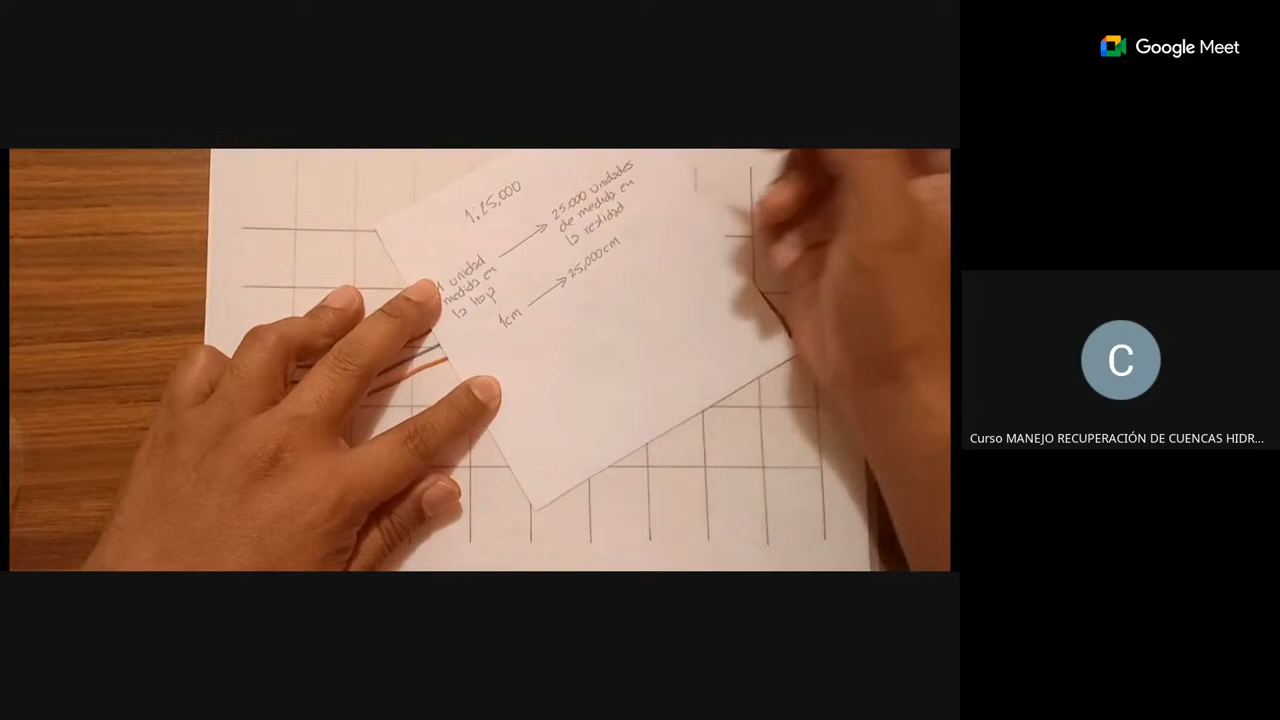 Google Meet
1:25,000
1 unidad
medida en
la hoja
25.000 unidades
de medida en
la realidad
1cm
25,000cm
Curso MANEJO RECUPERACIÓN DE CUENCAS HIDR...
C